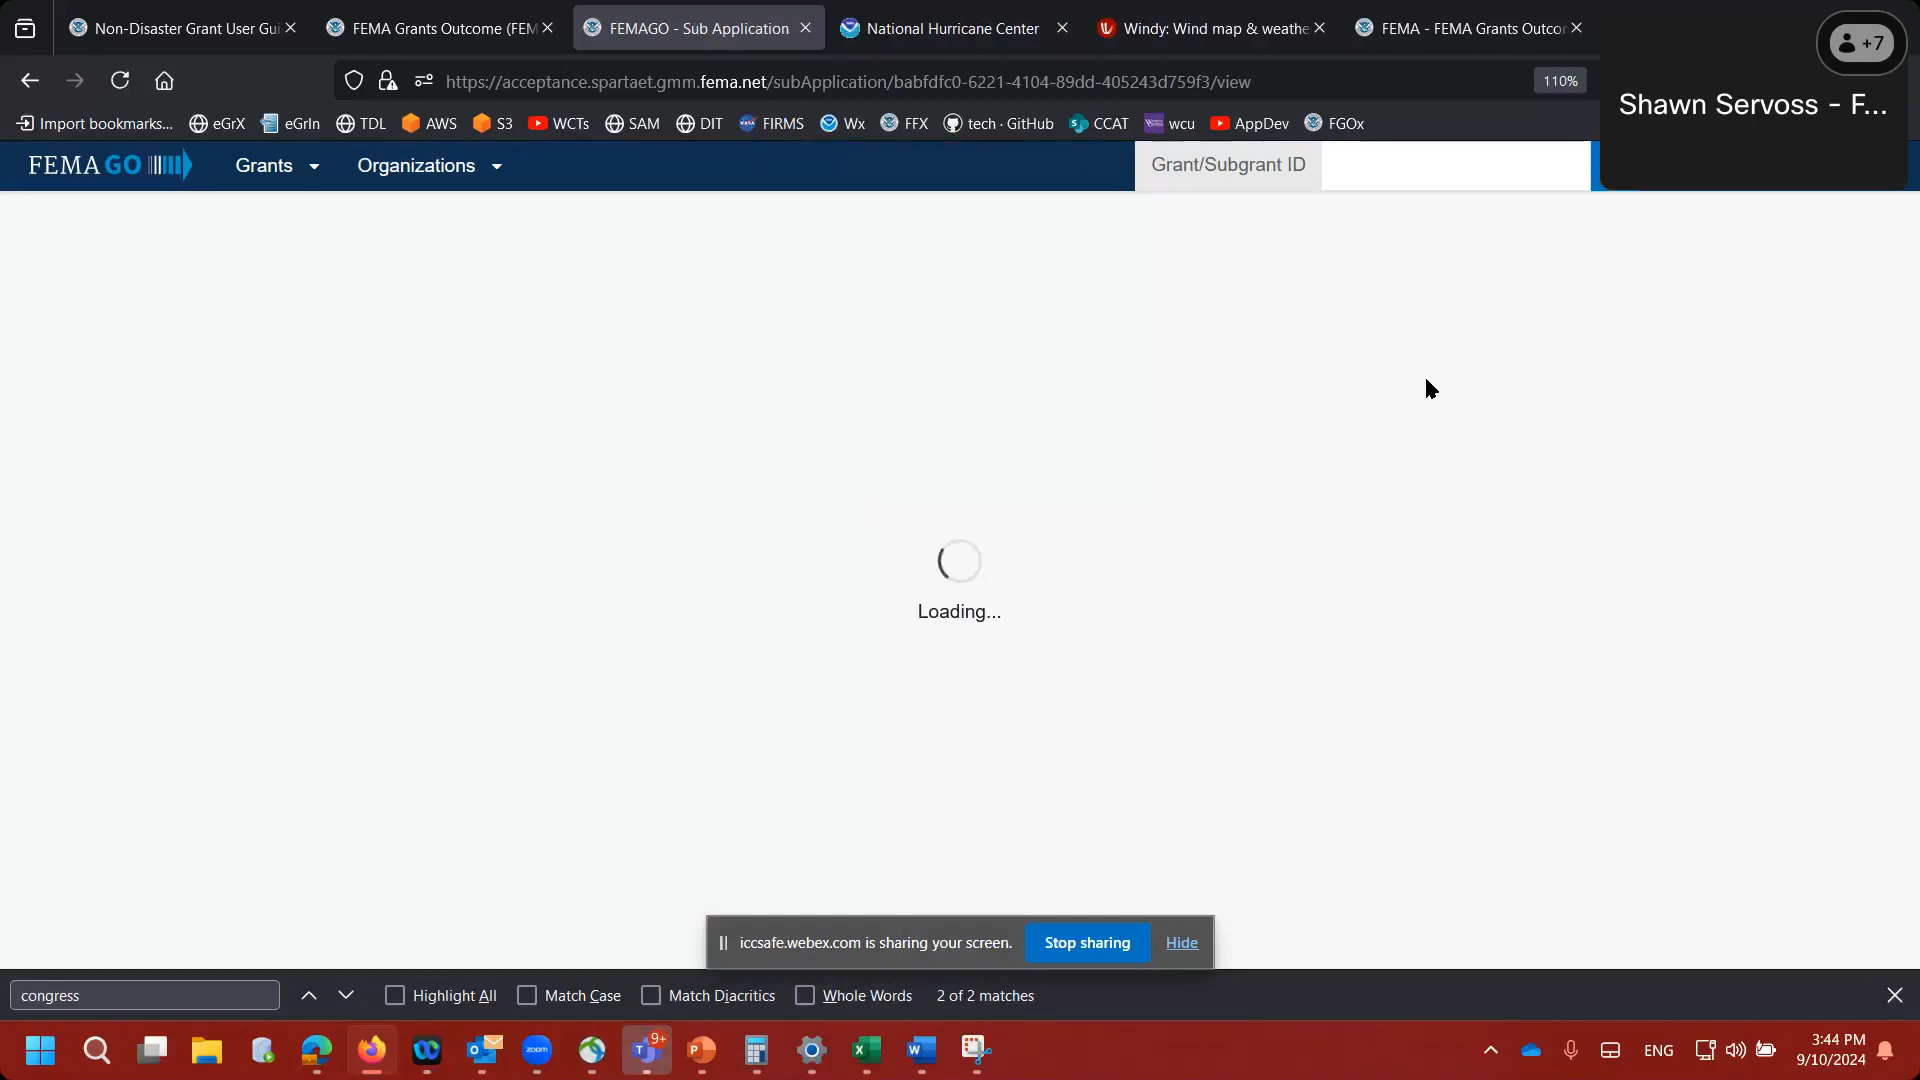 Non-Disaster Grant User Gui
FEMA Grants Outcome (FEM
FEMAGO - Sub Application
National Hurricane Center
Windy: Wind map & weathe
FEMA - FEMA Grants Outcor
+7
https://acceptance.spartaet.gmm.fema.net/subApplication/babfdfc0-6221-4104-89dd-405243d759f3/view
110%
Shawn Servoss - F...
Import bookmarks...
eGrX
eGrIn
TDL
AWS
S3
WCTs
SAM
DIT
FIRMS
Wx
FFX
tech · GitHub
CCAT
wcu
AppDev
FGOx
FEMA GO
Grants
Organizations
Grant/Subgrant ID
Loading...
iccsafe.webex.com is sharing your screen.
Stop sharing
Hide
congress
Highlight All
Match Case
Match Diacritics
Whole Words
2 of 2 matches
zoom
9+
ENG
3:44 PM
9/10/2024